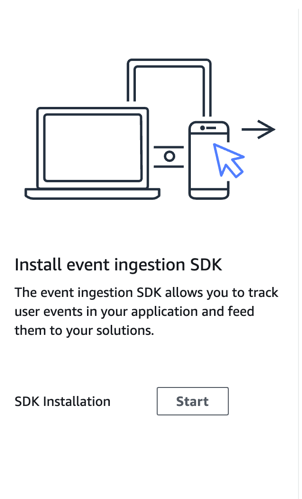 Install event ingestion SDK
The event ingestion SDK allows you to track
user events in your application and feed
them to your solutions.
SDK Installation
Start